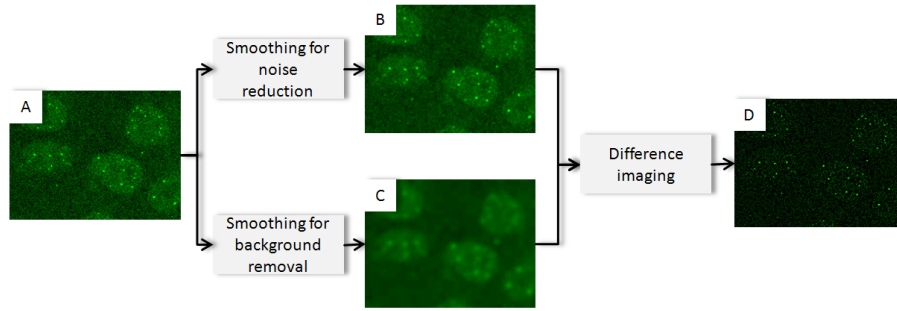 A
Smoothing for
noise
reduction
B
Smoothing for
background
removal
C
Difference
imaging
D